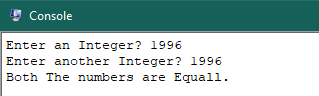 Console
Enter an Integer? 1996
Enter another Integer? 1996
Both The numbers are Equall.